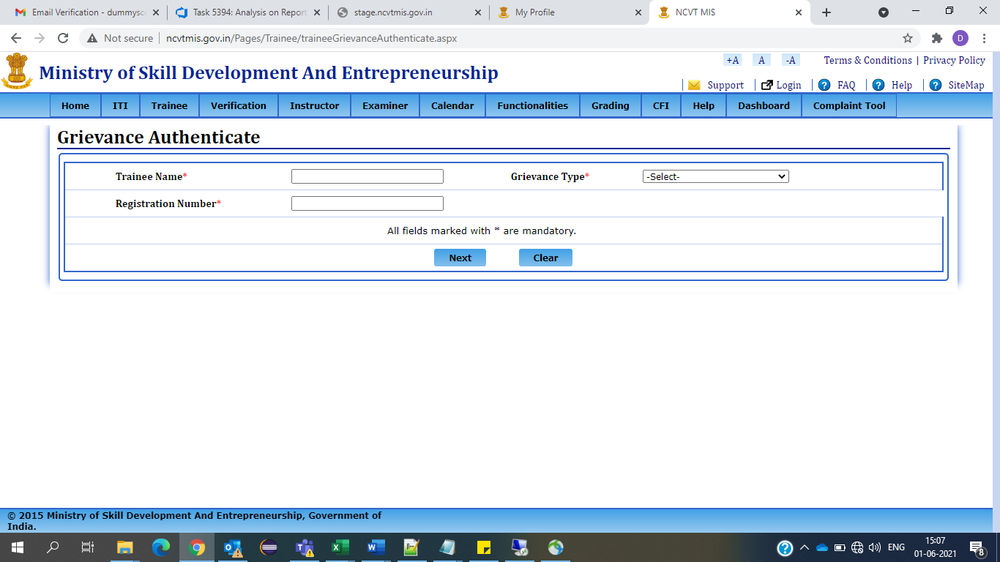 Email Verification - dummysc
Task 5394: Analysis on Report
stage.ncvtmis.gov.in
My Profile
NCVT MIS
Not secure
ncvtmis.gov.in/Pages/Trainee/traineeGrievanceAuthenticate.aspx
D
+A A -A
Terms & Conditions | Privacy Policy
Ministry of Skill Development And Entrepreneurship
Support Login FAQ Help SiteMap
Home ITI Trainee Verification Instructor Examiner Calendar Functionalities Grading CFI Help Dashboard Complaint Tool
Grievance Authenticate
Trainee Name* Grievance Type* -Select-
Registration Number*
All fields marked with * are mandatory.
Next Clear
© 2015 Ministry of Skill Development And Entrepreneurship, Government of
India.
ENG
15:07
01-06-2021
8